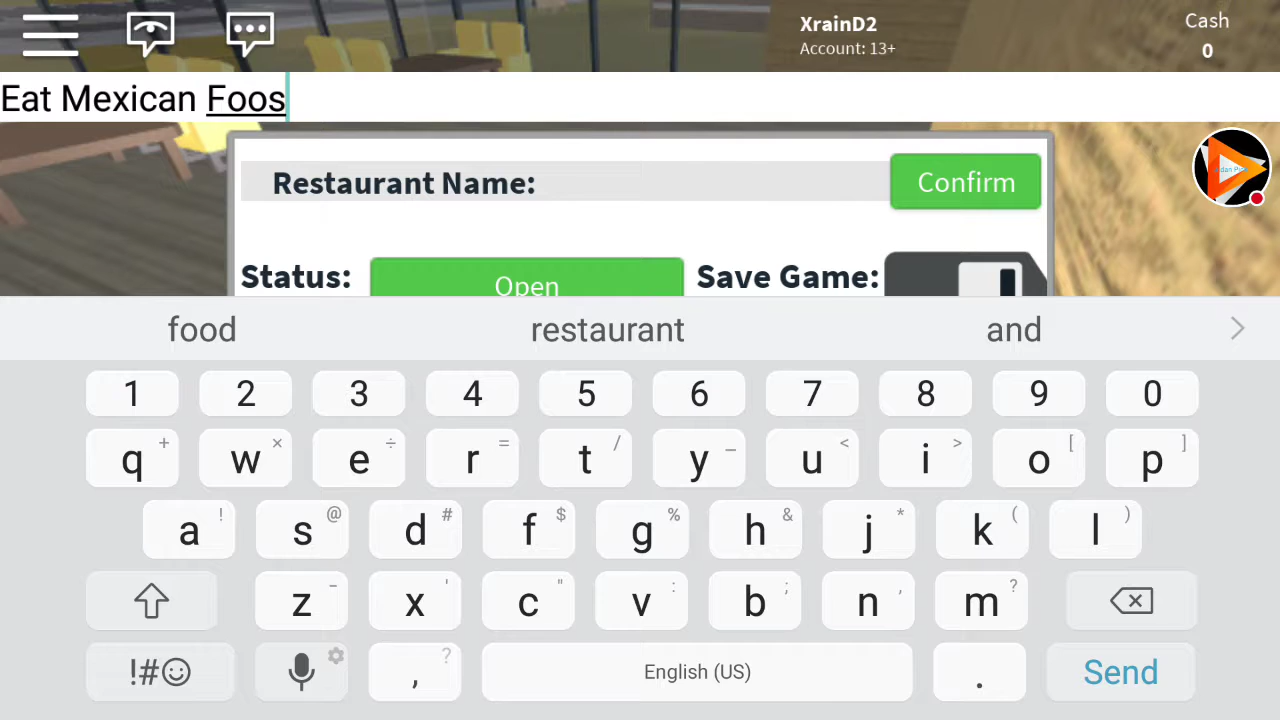 XrainD2
Account: 13+
Cash
0
Eat Mexican Foos
Restaurant Name:
Confirm
Status:
Open
Save Game:
food restaurant and
1 2 3 4 5 6 7 8 9 0
q + w × e ÷ r = t / y _ u < i > o [ p ]
a ! s @ d # f $ g % h & j * k ( l )
z - x ' c " v : b ; n , m ?
!#☺ , ? English (US) . Send